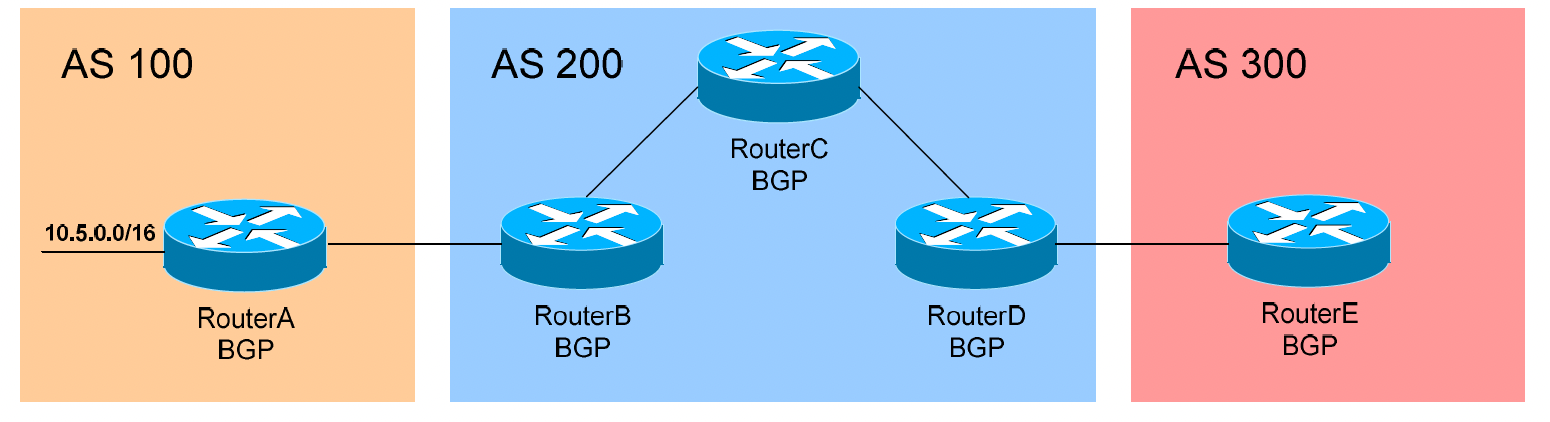 AS 100
AS 200
AS 300
RouterC
BGP
10.5.0.0/16
RouterA
BGP
RouterB
BGP
RouterD
BGP
RouterE
BGP